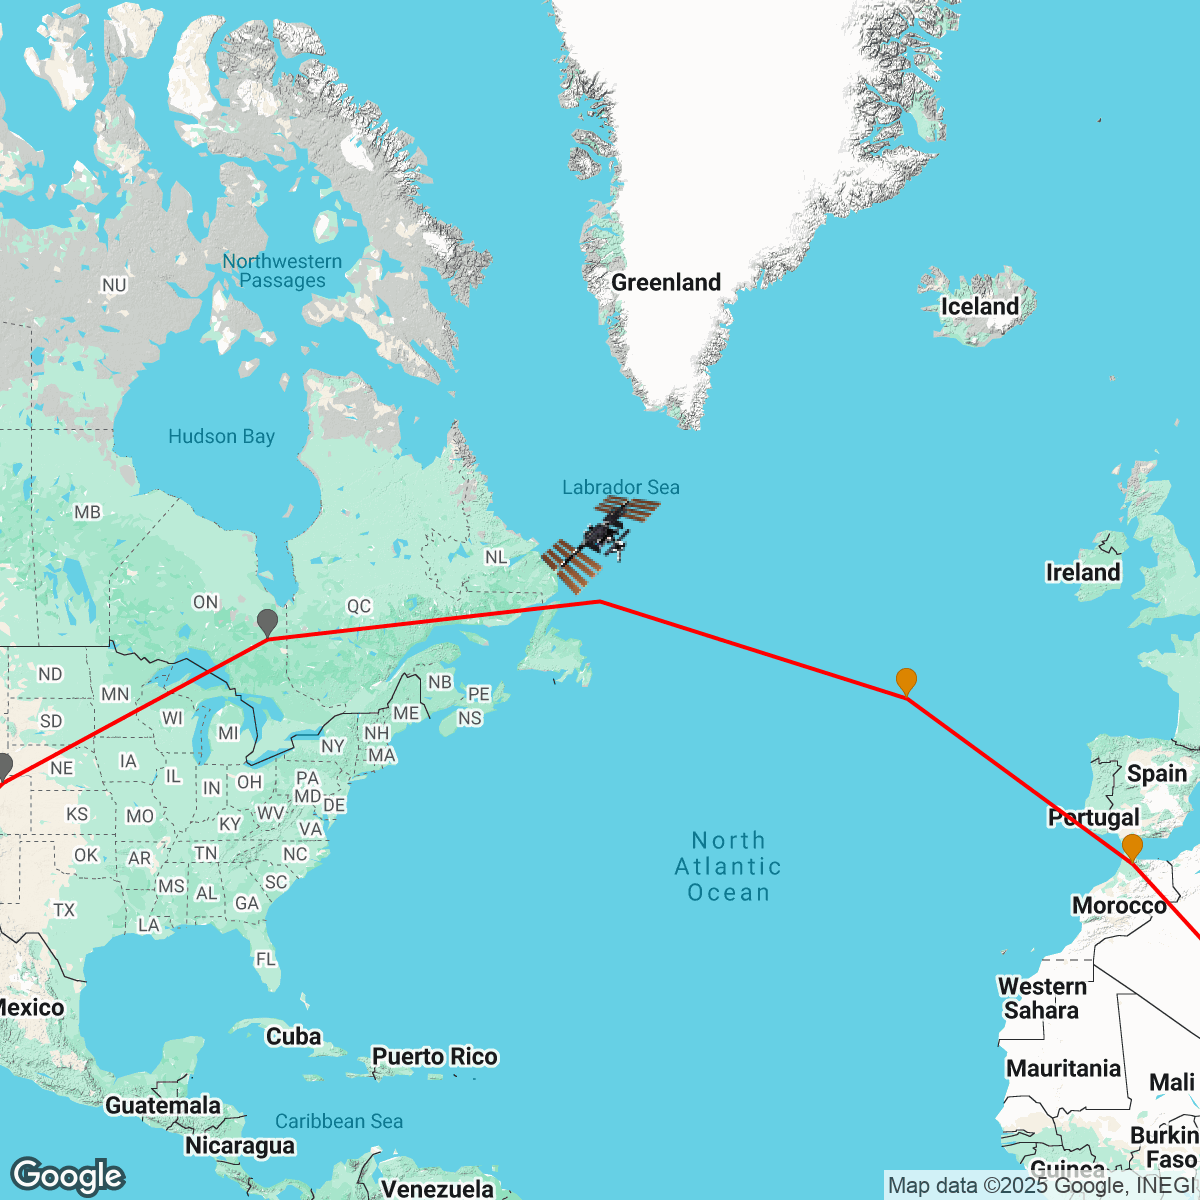 Northwestern
Passages
NU
Greenland
Iceland
Hudson Bay
Labrador Sea
MB
NL
Ireland
ON
QC
ND
MN
NB
PE
SD
WI
MI
ME
NS
NH
NY
MA
NE
IA
IL
IN
OH
PA
MD
DE
Spain
KS
MO
WV
KY
VA
Portugal
OK
AR
TN
NC
North
Atlantic
Ocean
MS
AL
SC
GA
TX
LA
Morocco
FL
Western
Sahara
Mexico
Cuba
Puerto Rico
Mauritania
Mali
Guatemala
Caribbean Sea
Nicaragua
Burkin
Faso
Guinea
Venezuela
Google
Map data ©2025 Google, INEGI